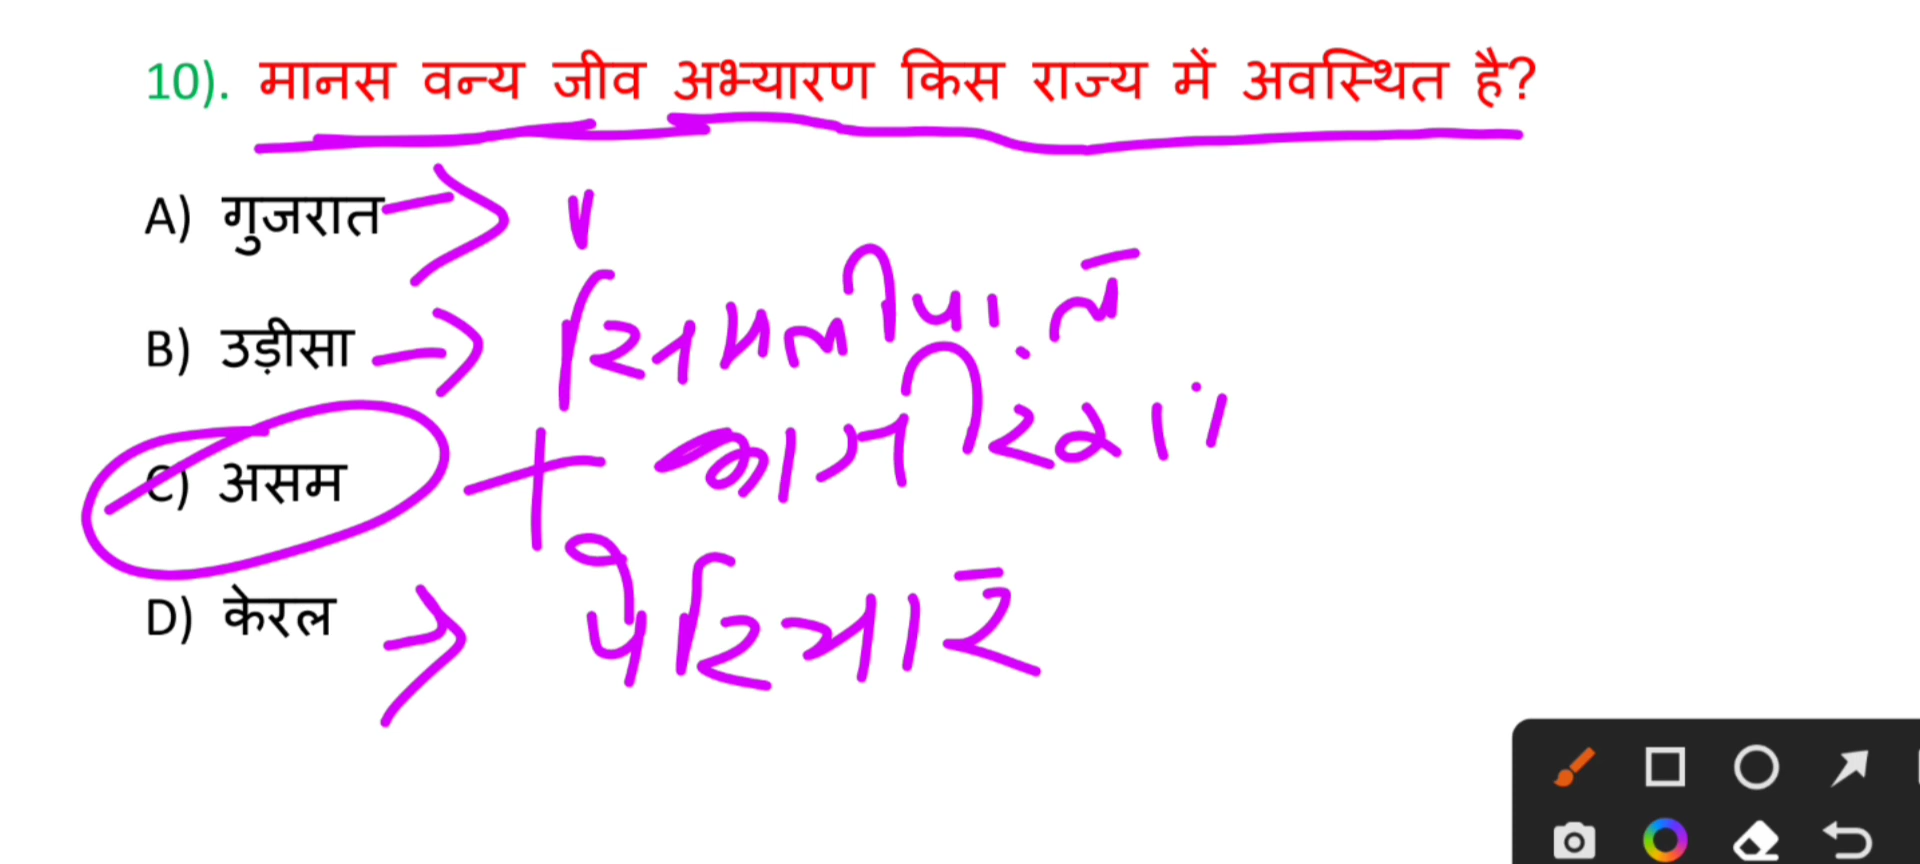 10). मानस वन्य जीव अभ्यारण किस राज्य में अवस्थित है?
A) गुजरात
B) उड़ीसा
C) असम
D) केरल
पेरियार